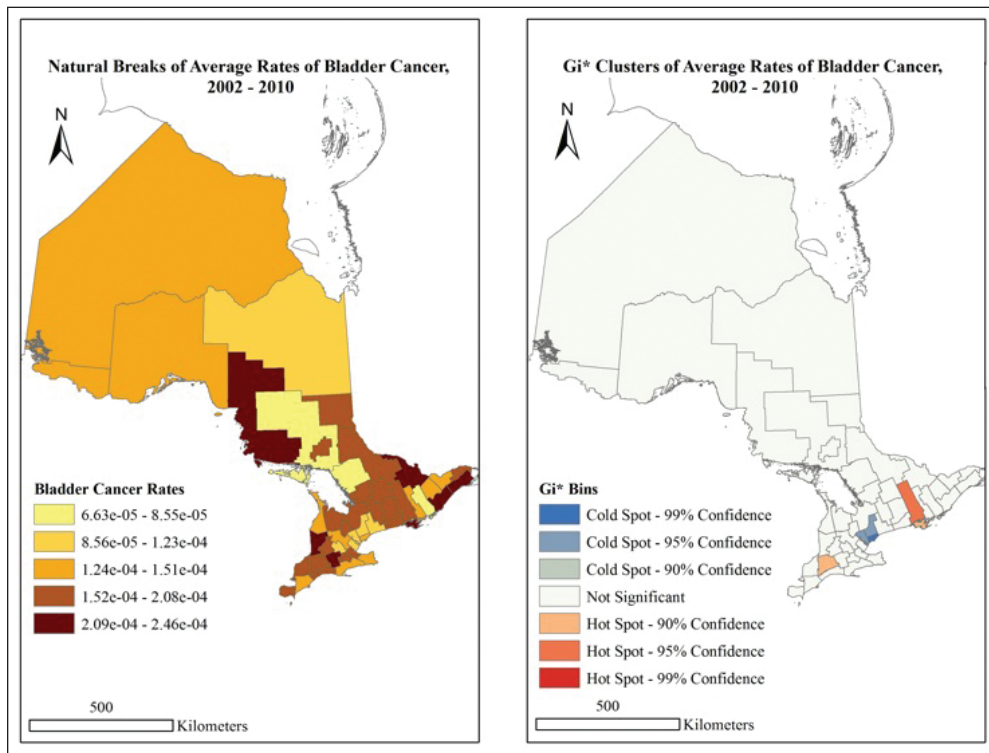 Natural Breaks of Average Rates of Bladder Cancer,
2002 - 2010
N
Bladder Cancer Rates
6.63e-05 - 8.55e-05
8.56e-05 - 1.23e-04
1.24e-04 - 1.51e-04
1.52e-04 - 2.08e-04
2.09e-04 - 2.46e-04
500
Kilometers
Gi* Clusters of Average Rates of Bladder Cancer,
2002 - 2010
N
Gi* Bins
Cold Spot - 99% Confidence
Cold Spot - 95% Confidence
Cold Spot - 90% Confidence
Not Significant
Hot Spot - 90% Confidence
Hot Spot - 95% Confidence
Hot Spot - 99% Confidence
500
Kilometers